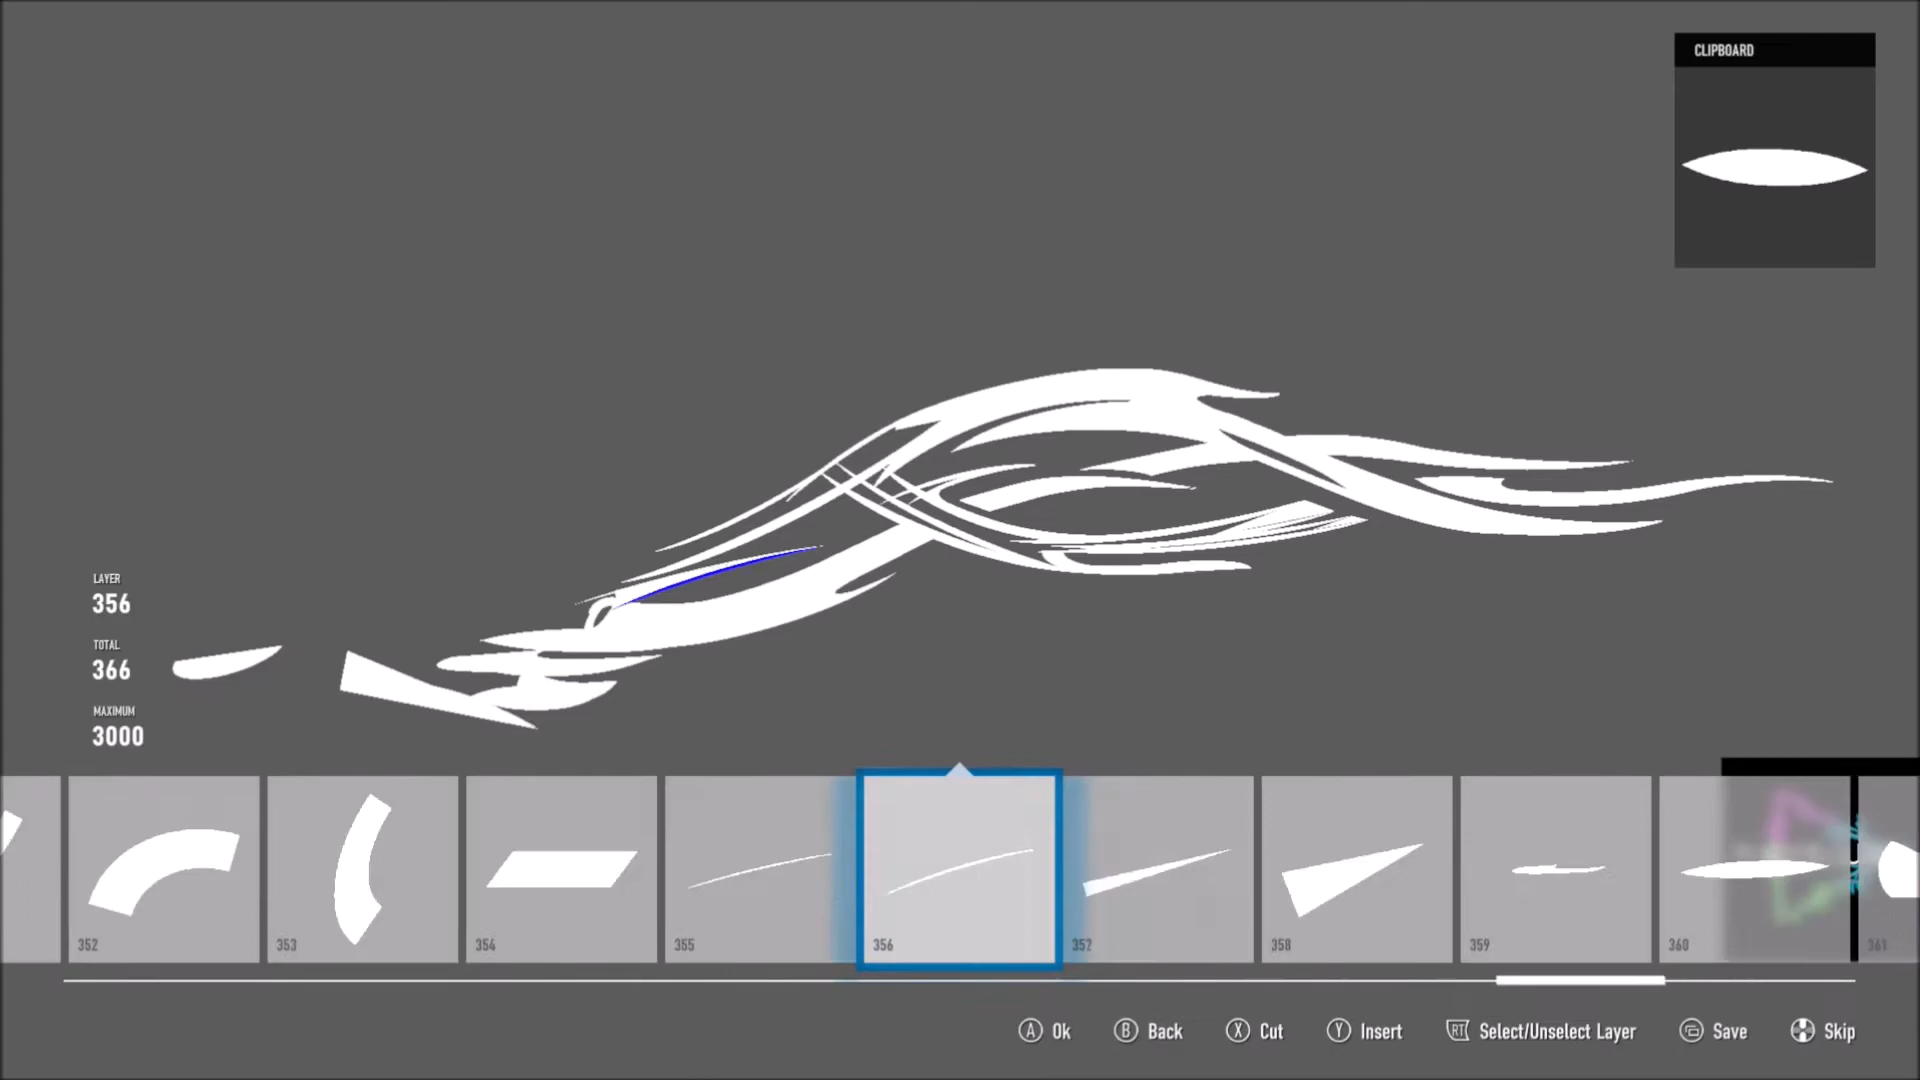 CLIPBOARD
LAYER
356
TOTAL
366
MAXIMUM
3000
352
353
354
355
356
357
358
359
360
361
A Ok
B Back
X Cut
Y Insert
RT Select/Unselect Layer
Save
Skip